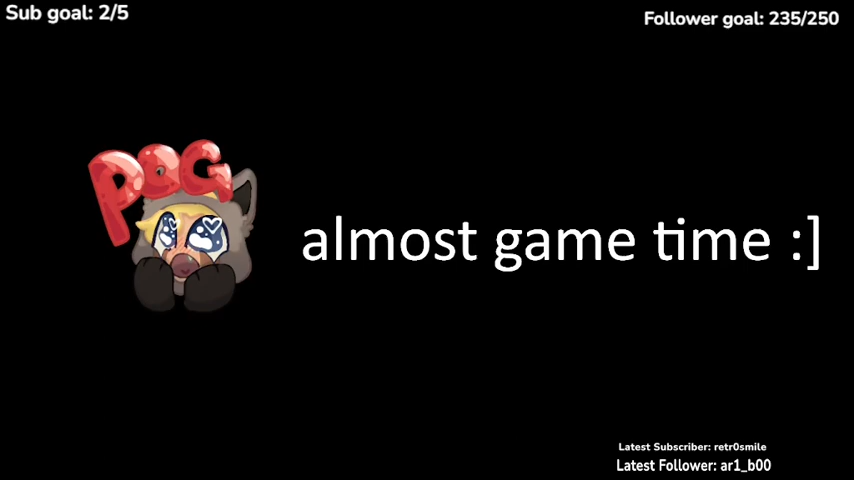 Sub goal: 2/5
Follower goal: 235/250
POG
almost game time :]
Latest Subscriber: retr0smile
Latest Follower: ar1_b00